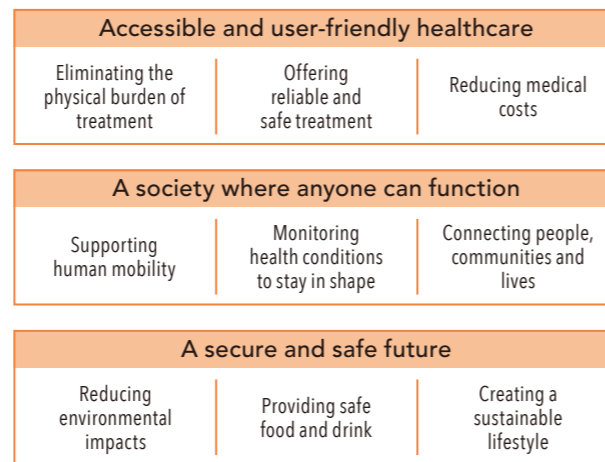 Accessible and user-friendly healthcare
Eliminating the
physical burden of
treatment
Offering
reliable and
safe treatment
Reducing medical
costs
A society where anyone can function
Supporting
human mobility
Monitoring
health conditions
to stay in shape
Connecting people,
communities and
lives
A secure and safe future
Reducing
environmental
impacts
Providing safe
food and drink
Creating a
sustainable
lifestyle